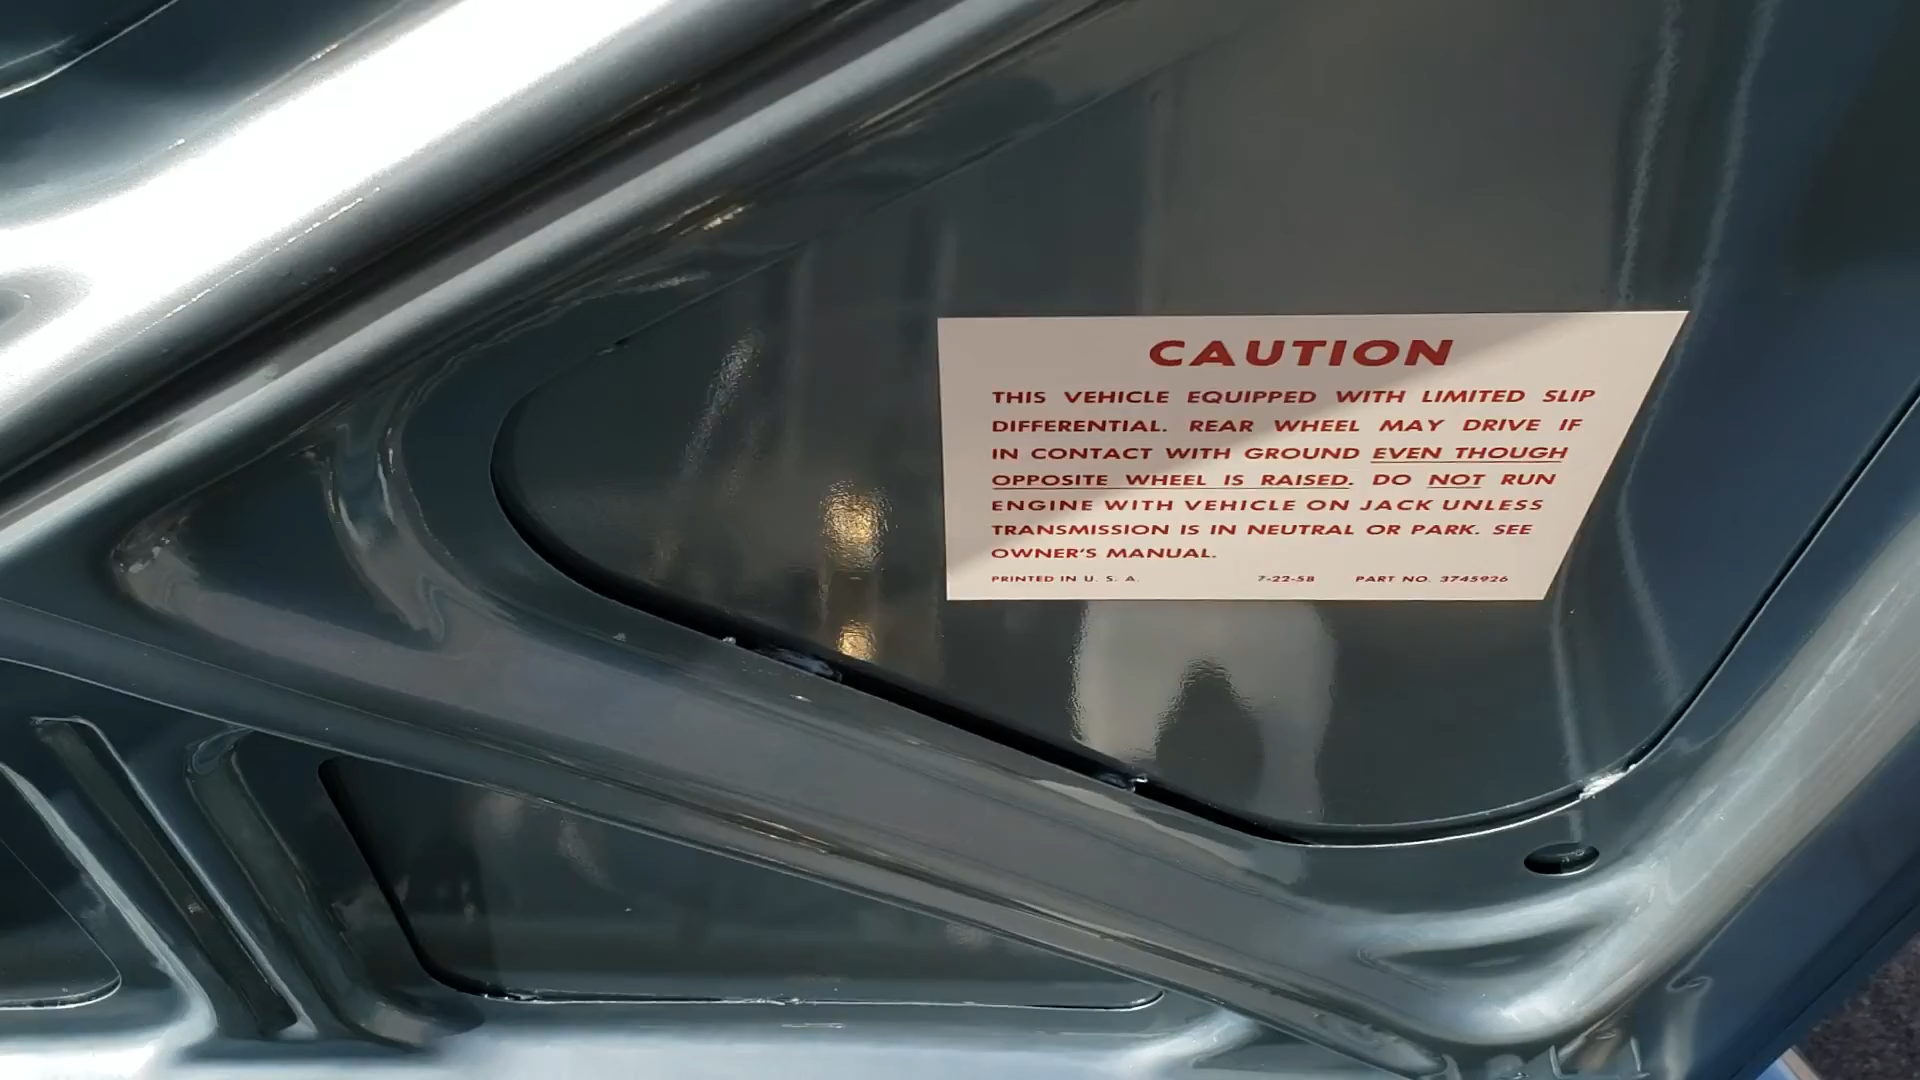 CAUTION
THIS VEHICLE EQUIPPED WITH LIMITED SLIP
DIFFERENTIAL. REAR WHEEL MAY DRIVE IF
IN CONTACT WITH GROUND EVEN THOUGH
OPPOSITE WHEEL IS RAISED. DO NOT RUN
ENGINE WITH VEHICLE ON JACK UNLESS
TRANSMISSION IS IN NEUTRAL OR PARK. SEE
OWNER'S MANUAL.
PRINTED IN U. S. A. 7-22-58 PART NO. 3745926